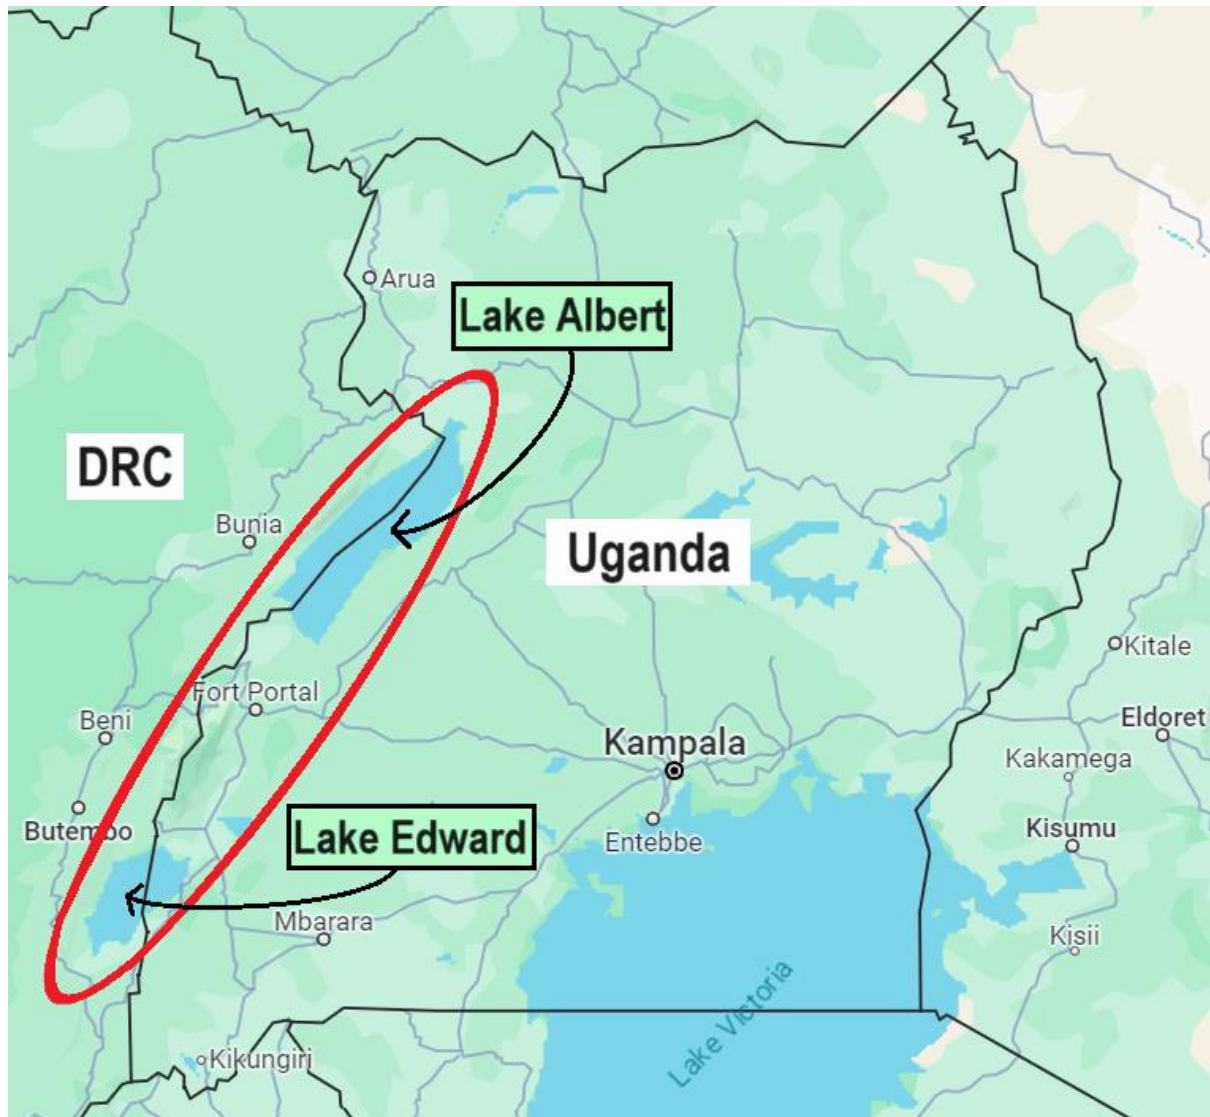 Arua
Lake Albert
DRC
Bunia
Uganda
Kitale
Fort Portal
Beni
Eldoret
Kampala
Kakamega
Butembo
Lake Edward
Entebbe
Kisumu
Mbarara
Kisii
Lake Victoria
Kikungiri